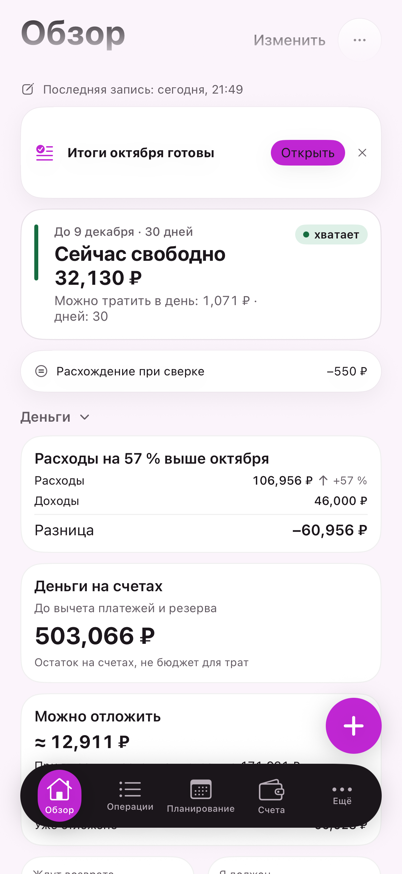 Обзор
Изменить
Последняя запись: сегодня, 21:49
Итоги октября готовы
Открыть
До 9 декабря · 30 дней
хватает
Сейчас свободно
32,130 ₽
Можно тратить в день: 1,071 ₽ ·
дней: 30
Расхождение при сверке
–550 ₽
Деньги
Расходы на 57 % выше октября
Расходы
106,956 ₽ ↑ +57 %
Доходы
46,000 ₽
Разница
–60,956 ₽
Деньги на счетах
До вычета платежей и резерва
503,066 ₽
Остаток на счетах, не бюджет для трат
Можно отложить
≈ 12,911 ₽
Обзор
Операции
Планирование
Счета
Ещё